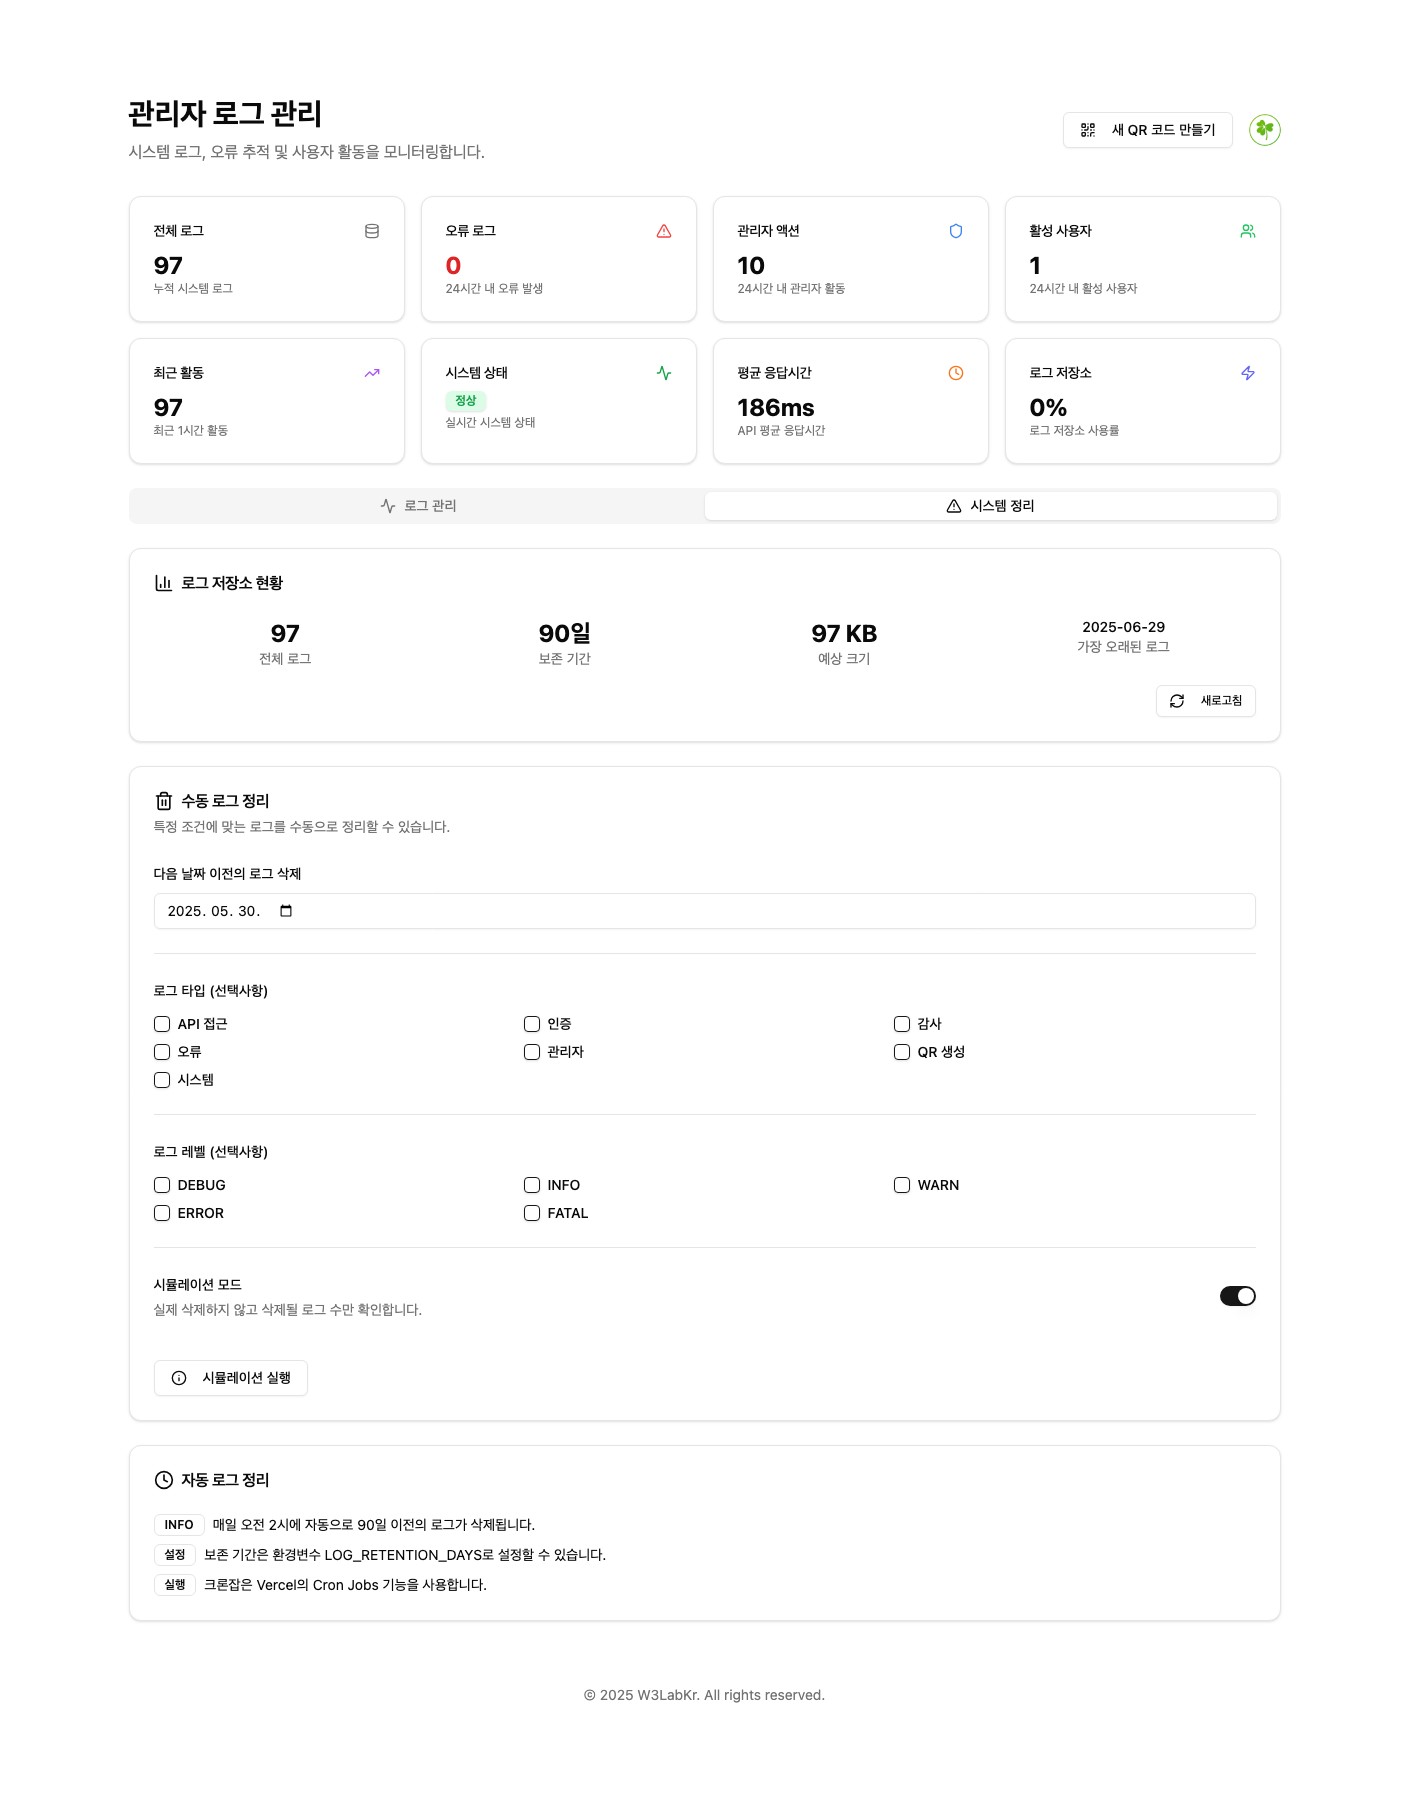 관리자 로그 관리
시스템 로그, 오류 추적 및 사용자 활동을 모니터링합니다.
새 QR 코드 만들기
전체 로그
97
누적 시스템 로그
오류 로그
0
24시간 내 오류 발생
관리자 액션
10
24시간 내 관리자 활동
활성 사용자
1
24시간 내 활성 사용자
최근 활동
97
최근 1시간 활동
시스템 상태
정상
실시간 시스템 상태
평균 응답시간
186ms
API 평균 응답시간
로그 저장소
0%
로그 저장소 사용률
로그 관리
시스템 정리
로그 저장소 현황
97
전체 로그
90일
보존 기간
97 KB
예상 크기
2025-06-29
가장 오래된 로그
새로고침
수동 로그 정리
특정 조건에 맞는 로그를 수동으로 정리할 수 있습니다.
다음 날짜 이전의 로그 삭제
2025. 05. 30.
로그 타입 (선택사항)
API 접근
인증
감사
오류
관리자
QR 생성
시스템
로그 레벨 (선택사항)
DEBUG
INFO
WARN
ERROR
FATAL
시뮬레이션 모드
실제 삭제하지 않고 삭제될 로그 수만 확인합니다.
시뮬레이션 실행
자동 로그 정리
INFO 매일 오전 2시에 자동으로 90일 이전의 로그가 삭제됩니다.
설정 보존 기간은 환경변수 LOG_RETENTION_DAYS로 설정할 수 있습니다.
실행 크론잡은 Vercel의 Cron Jobs 기능을 사용합니다.
© 2025 W3LabKr. All rights reserved.